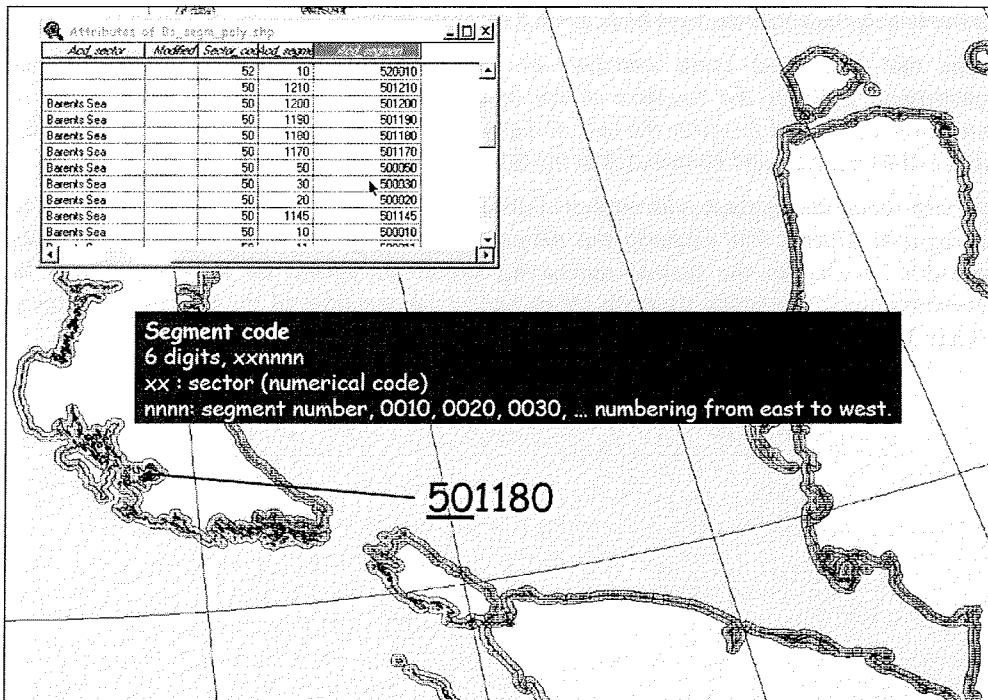 Attributes of Bs_segm_poly.shp
Acd_sector Modified Sector_cod Acd_segme
52 10 520010
50 1210 501210
Barents Sea 50 1200 501200
Barents Sea 50 1190 501190
Barents Sea 50 1180 501180
Barents Sea 50 1170 501170
Barents Sea 50 50 500050
Barents Sea 50 30 500030
Barents Sea 50 20 500020
Barents Sea 50 1145 501145
Barents Sea 50 10 500010
Segment code
6 digits, xxnnnn
xx : sector (numerical code)
nnnn: segment number, 0010, 0020, 0030, ... numbering from east to west.
501180